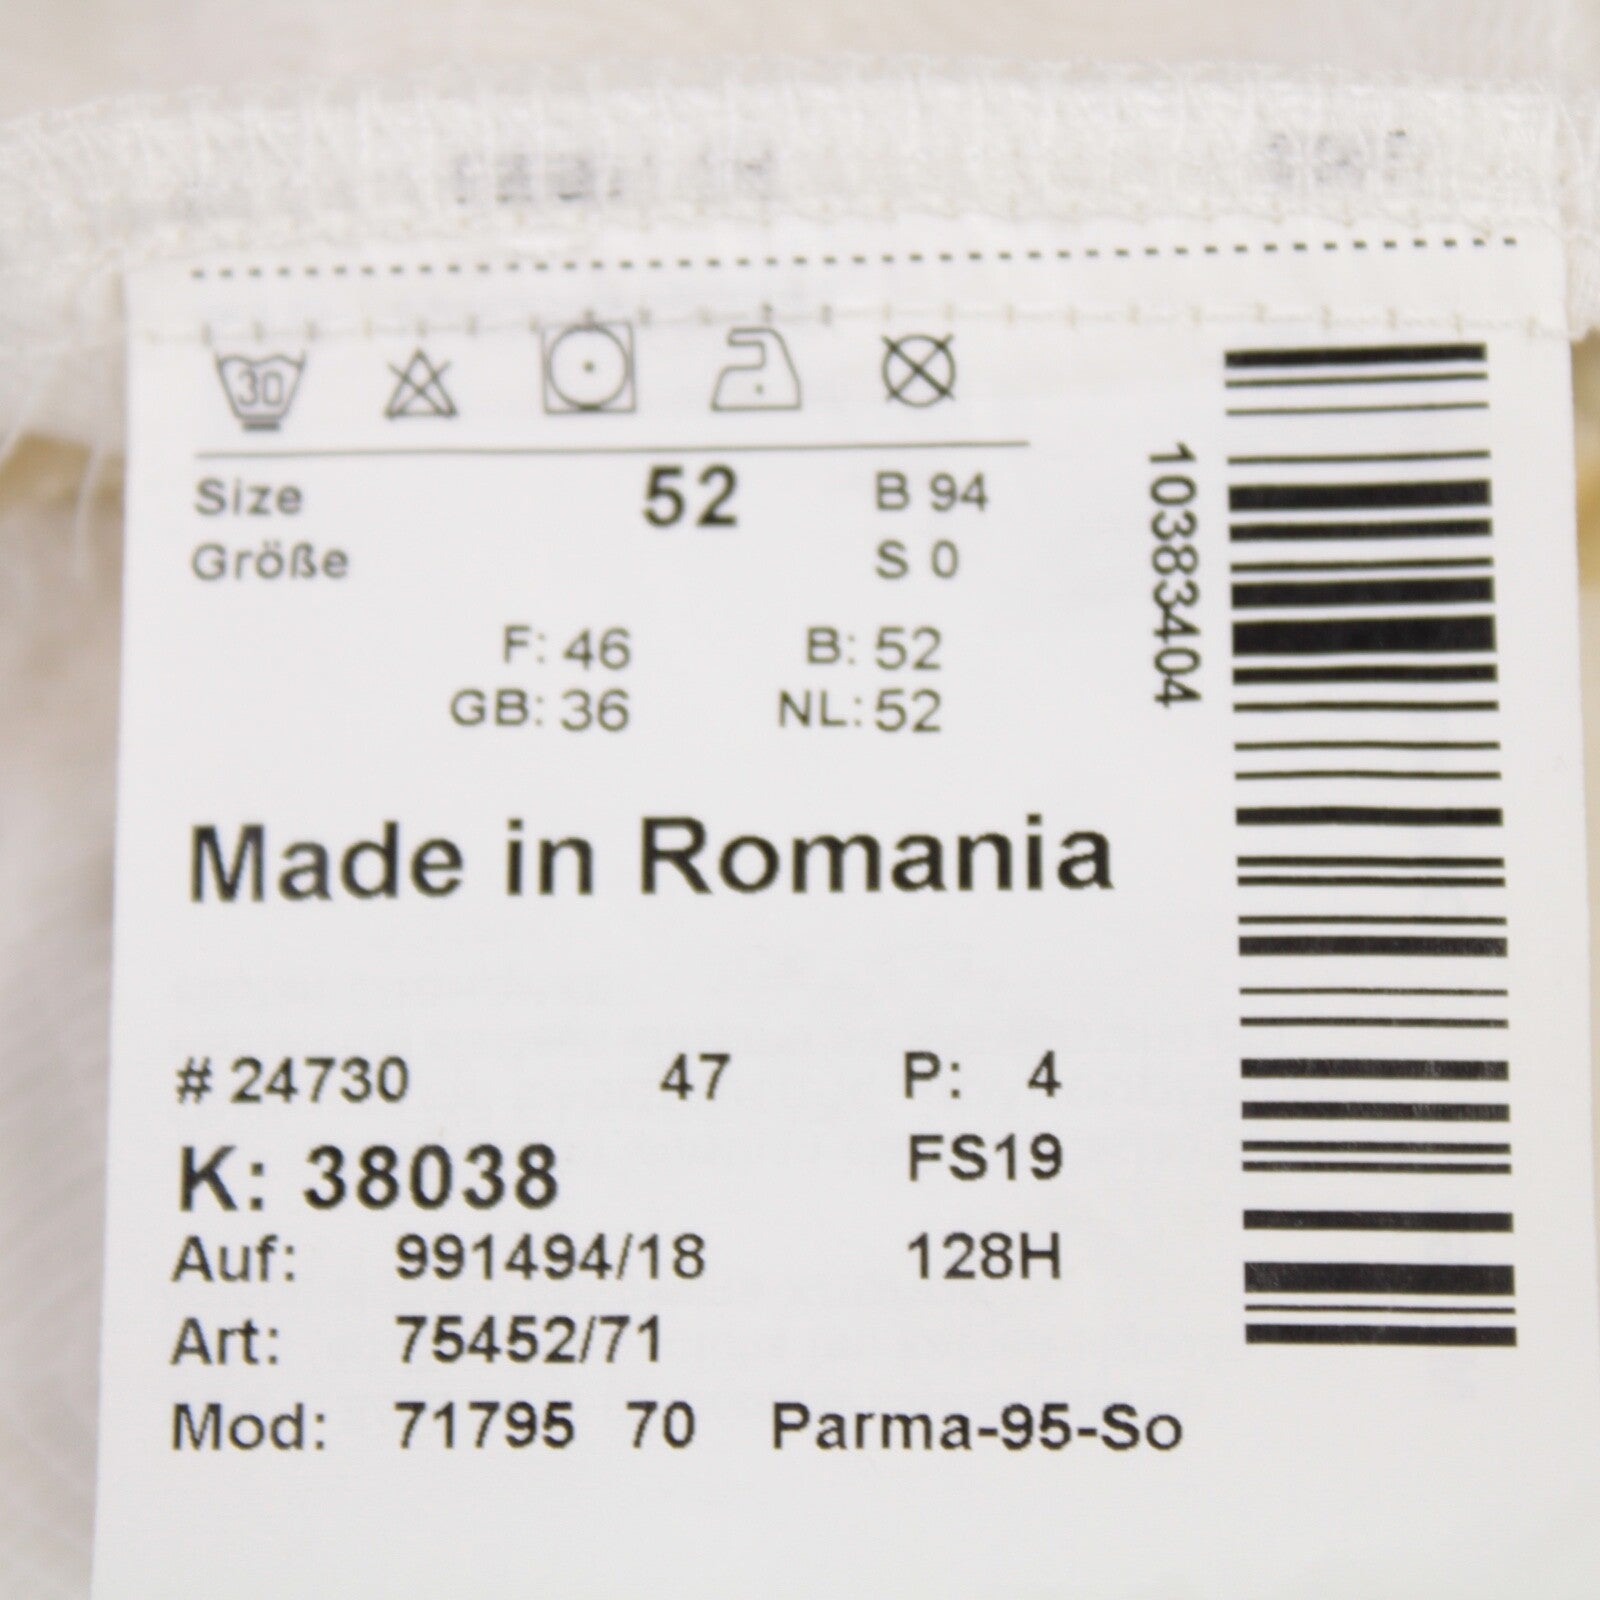 30
Size 52 B 94
Größe S 0
F: 46 B: 52
GB: 36 NL: 52
Made in Romania
# 24730 47 P: 4
K: 38038 FS19
Auf: 991494/18 128H
Art: 75452/71
Mod: 71795 70 Parma-95-So
10383404